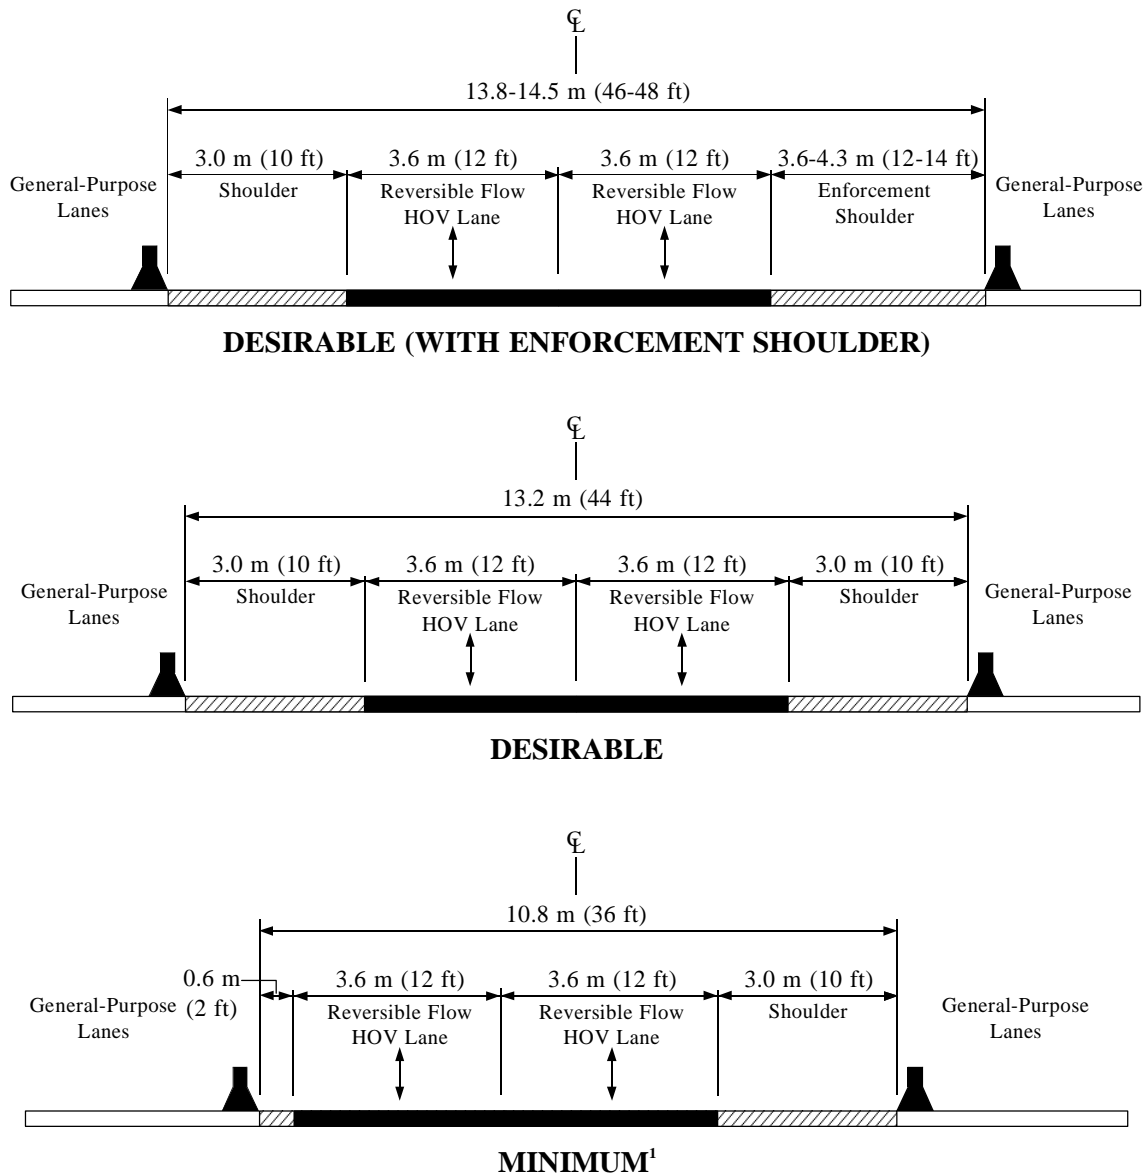 ℄
13.8-14.5 m (46-48 ft)
3.0 m (10 ft) 3.6 m (12 ft) 3.6 m (12 ft) 3.6-4.3 m (12-14 ft)
General-Purpose
Lanes
Shoulder
Reversible Flow
HOV Lane
Reversible Flow
HOV Lane
Enforcement
Shoulder
General-Purpose
Lanes
DESIRABLE (WITH ENFORCEMENT SHOULDER)
℄
13.2 m (44 ft)
3.0 m (10 ft) 3.6 m (12 ft) 3.6 m (12 ft) 3.0 m (10 ft)
General-Purpose
Lanes
Shoulder
Reversible Flow
HOV Lane
Reversible Flow
HOV Lane
Shoulder
General-Purpose
Lanes
DESIRABLE
℄
10.8 m (36 ft)
0.6 m
(2 ft)
3.6 m (12 ft) 3.6 m (12 ft) 3.0 m (10 ft)
General-Purpose
Lanes
Reversible Flow
HOV Lane
Reversible Flow
HOV Lane
Shoulder
General-Purpose
Lanes
MINIMUM¹